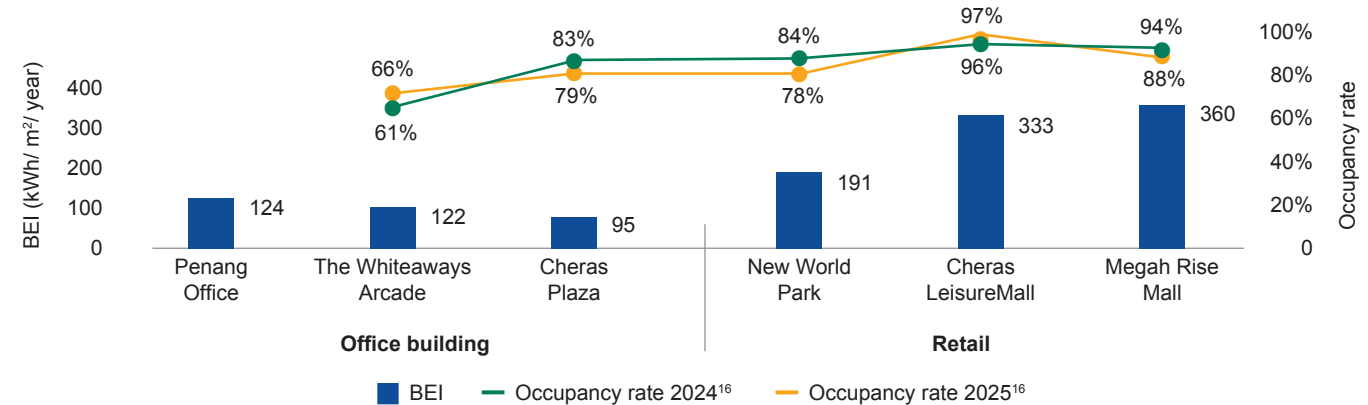 97%
94%
83%
84%
100%
66%
400
96%
88%
80%
79%
78%
61%
300
60%
333
360
200
40%
191
100
124
122
95
20%
0
0
BEI (kWh/ m²/ year)
Occupancy rate
Penang
Office
The Whiteaways
Arcade
Cheras
Plaza
New World
Park
Cheras
LeisureMall
Megah Rise
Mall
Office building
Retail
BEI
Occupancy rate 2024¹⁶
Occupancy rate 2025¹⁶